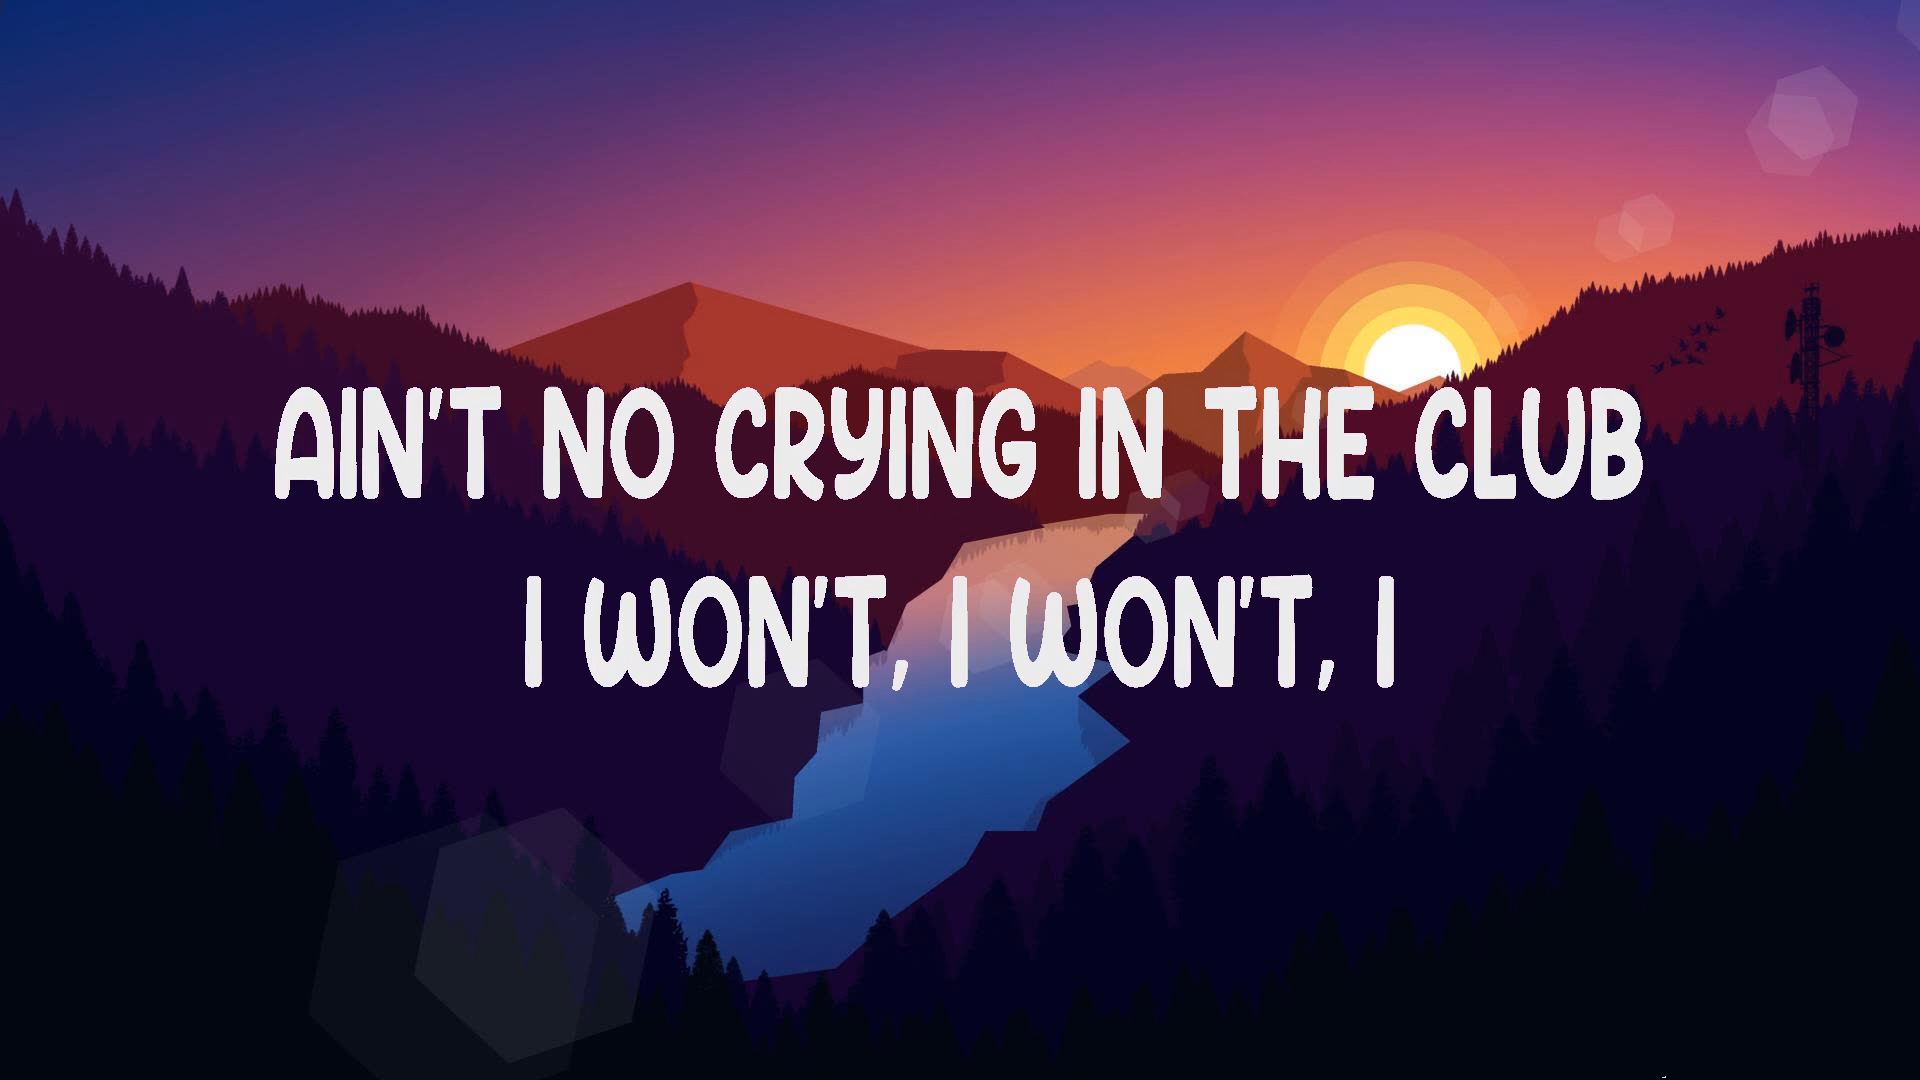 AIN'T NO CRYING IN THE CLUB
I WON'T, I WON'T, I